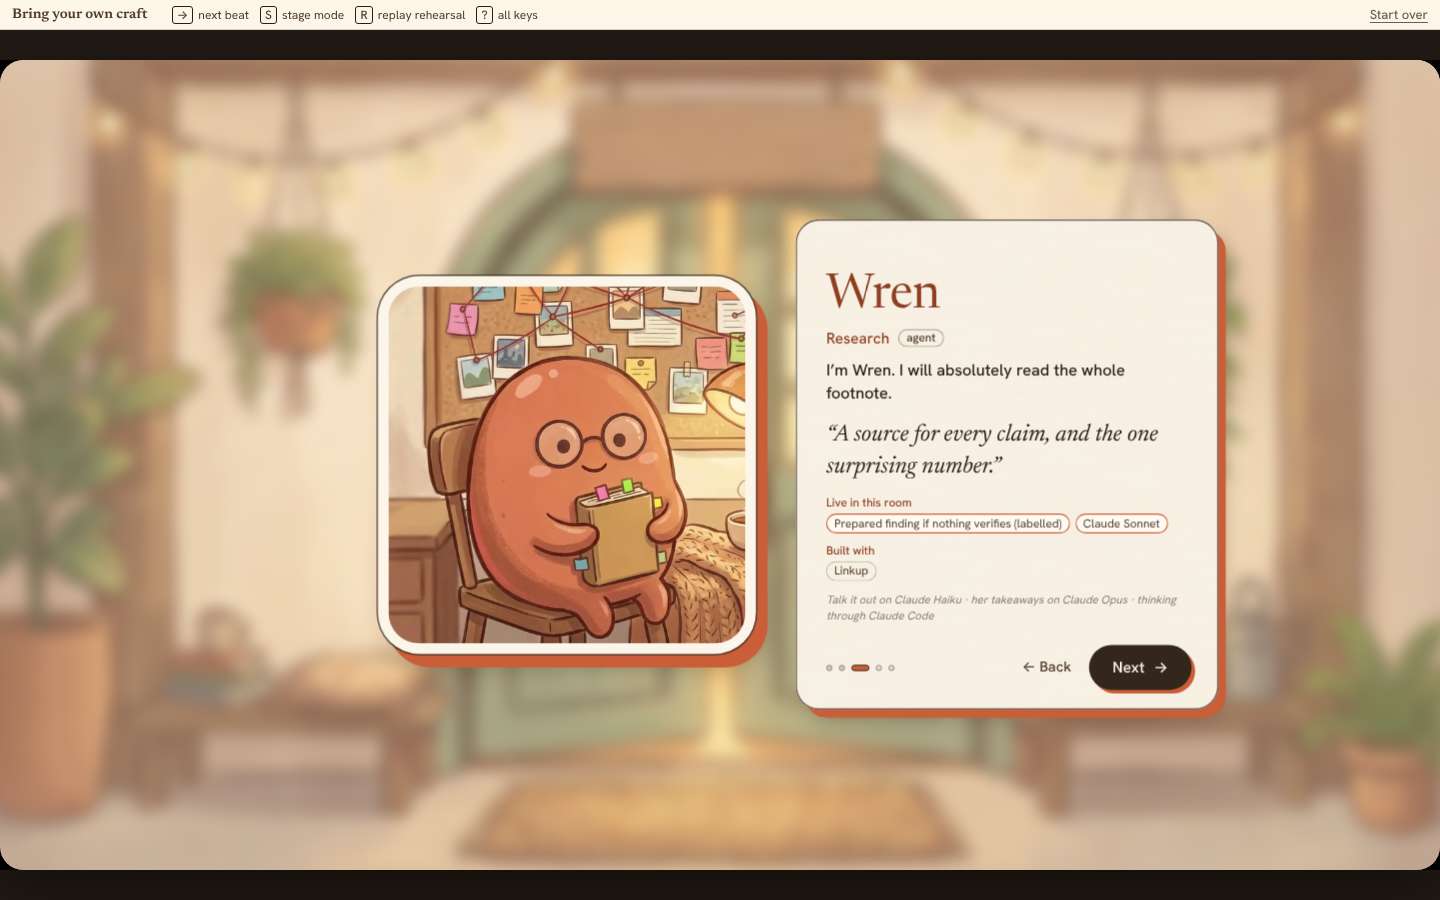 Bring your own craft → next beat S stage mode R replay rehearsal ? all keys Start over
Wren
Research agent
I’m Wren. I will absolutely read the whole
footnote.
“A source for every claim, and the one
surprising number.”
Live in this room
Prepared finding if nothing verifies (labelled) Claude Sonnet
Built with
Linkup
Talk it out on Claude Haiku · her takeaways on Claude Opus · thinking
through Claude Code
← Back Next →